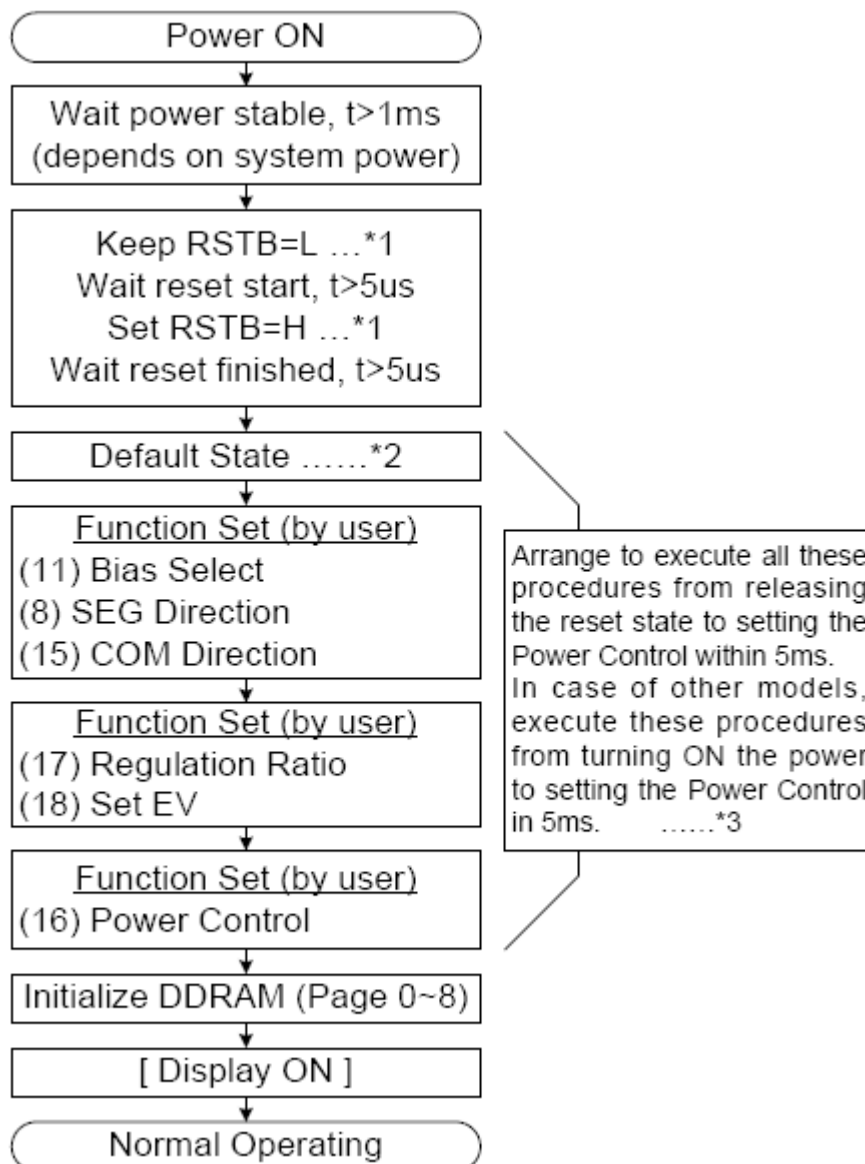 Power ON
Wait power stable, t>1ms
(depends on system power)
Keep RSTB=L ...*1
Wait reset start, t>5us
Set RSTB=H ...*1
Wait reset finished, t>5us
Default State ......*2
Function Set (by user)
(11) Bias Select
(8) SEG Direction
(15) COM Direction
Function Set (by user)
(17) Regulation Ratio
(18) Set EV
Function Set (by user)
(16) Power Control
Arrange to execute all these
procedures from releasing
the reset state to setting the
Power Control within 5ms.
In case of other models,
execute these procedures
from turning ON the power
to setting the Power Control
in 5ms. ......*3
Initialize DDRAM (Page 0~8)
[ Display ON ]
Normal Operating